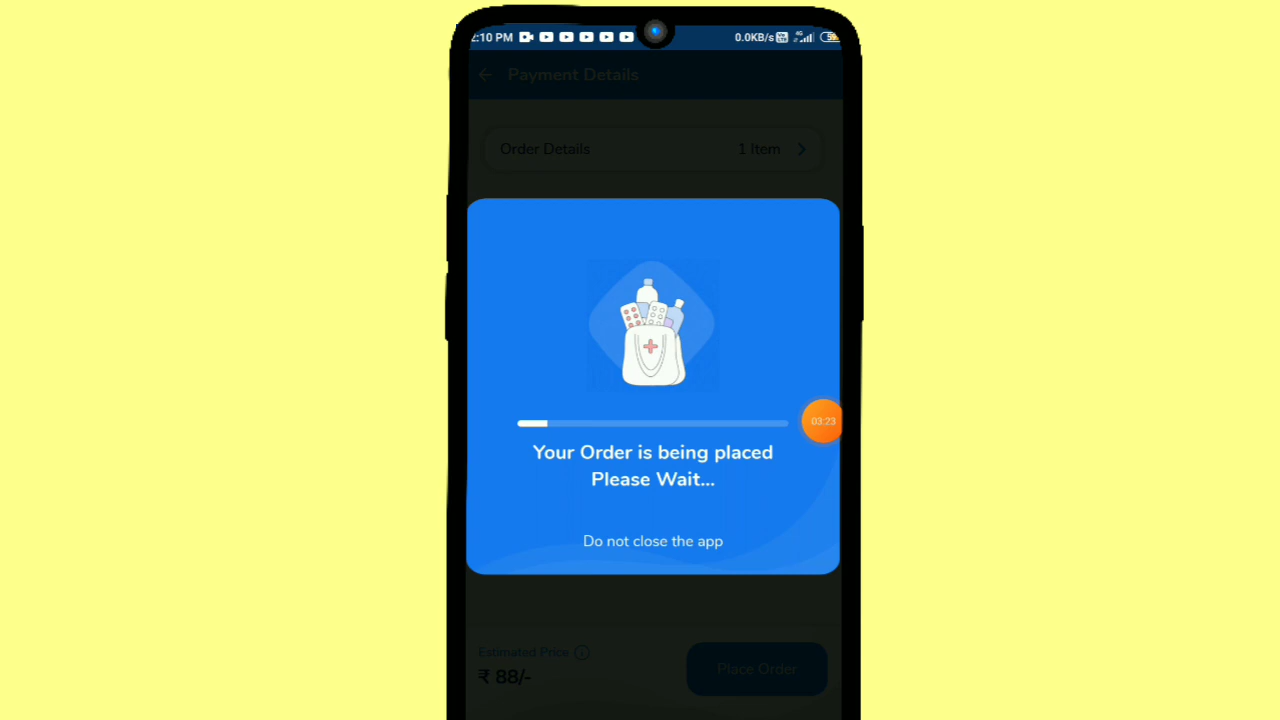 2:10 PM 0.0KB/s 4G
Payment Details
Order Details 1 Item
03:23
Your Order is being placed
Please Wait...
Do not close the app
Estimated Price
₹ 88/-
Place Order